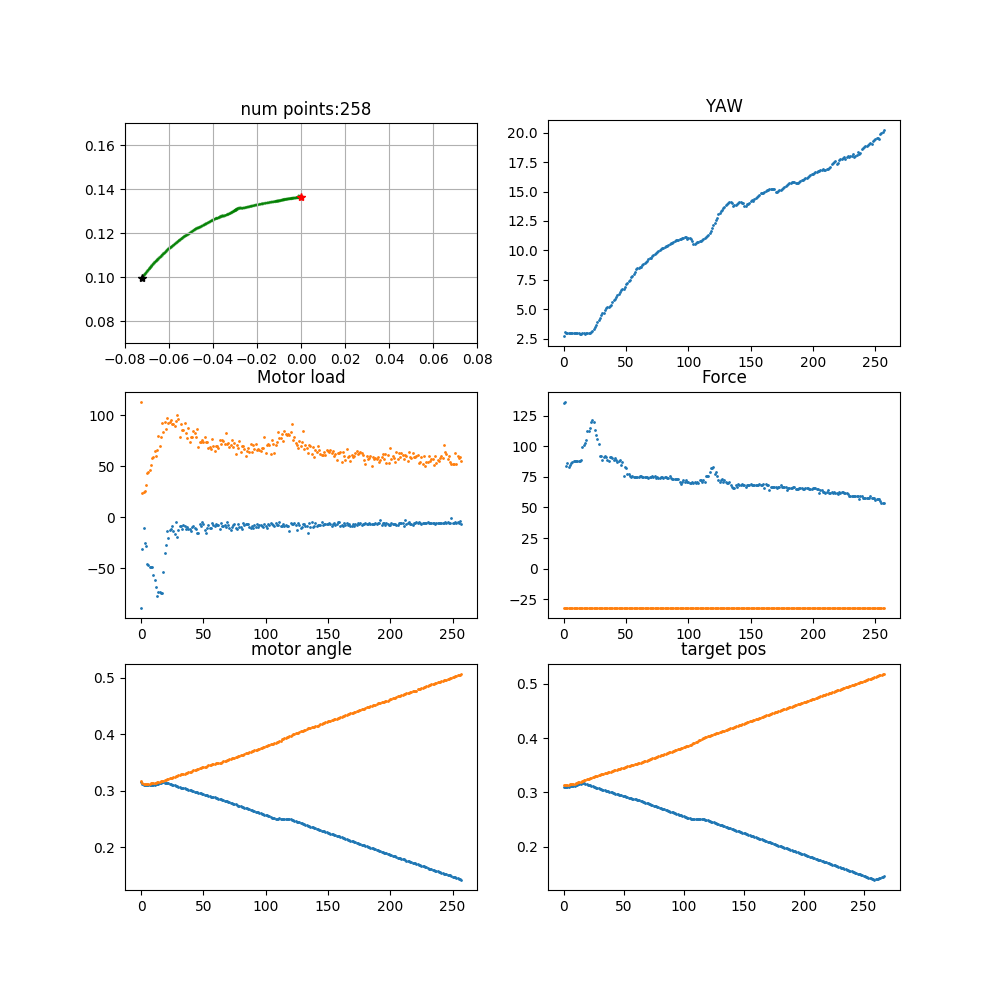 num points:258
YAW
0.16
0.14
0.12
0.10
0.08
−0.08 −0.06 −0.04 −0.02 0.00 0.02 0.04 0.06 0.08
20.0
17.5
15.0
12.5
10.0
7.5
5.0
2.5
0 50 100 150 200 250
Motor load
Force
100
50
0
−50
0 50 100 150 200 250
125
100
75
50
25
0
−25
0 50 100 150 200 250
motor angle
target pos
0.5
0.4
0.3
0.2
0 50 100 150 200 250
0.5
0.4
0.3
0.2
0 50 100 150 200 250